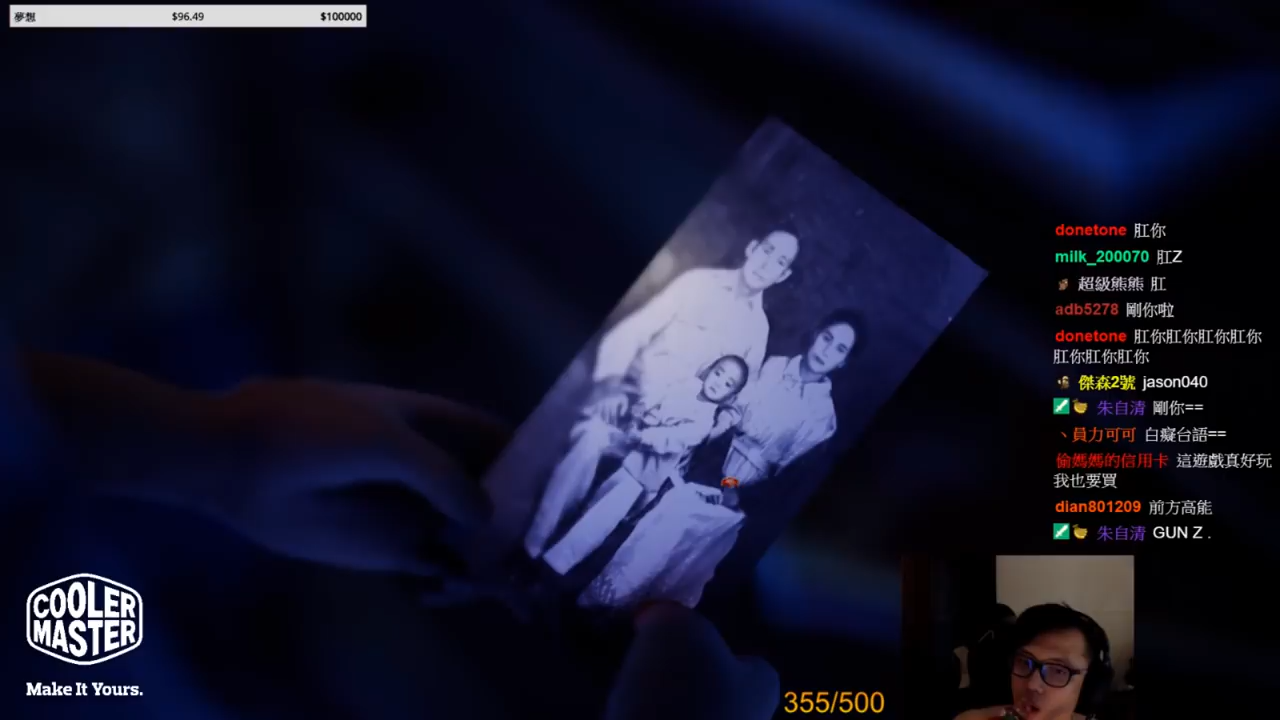 夢想 $96.49 $100000
donetone 肛你
milk_200070 肛Z
超級熊熊 肛
adb5278 剛你啦
donetone 肛你肛你肛你肛你
肛你肛你肛你
傑森2號 jason040
朱自清 剛你==
丶員力可可 白癡台語==
偷媽媽的信用卡 這遊戲真好玩
我也要買
dian801209 前方高能
朱自清 GUN Z .
COOLER
MASTER
Make It Yours.
355/500